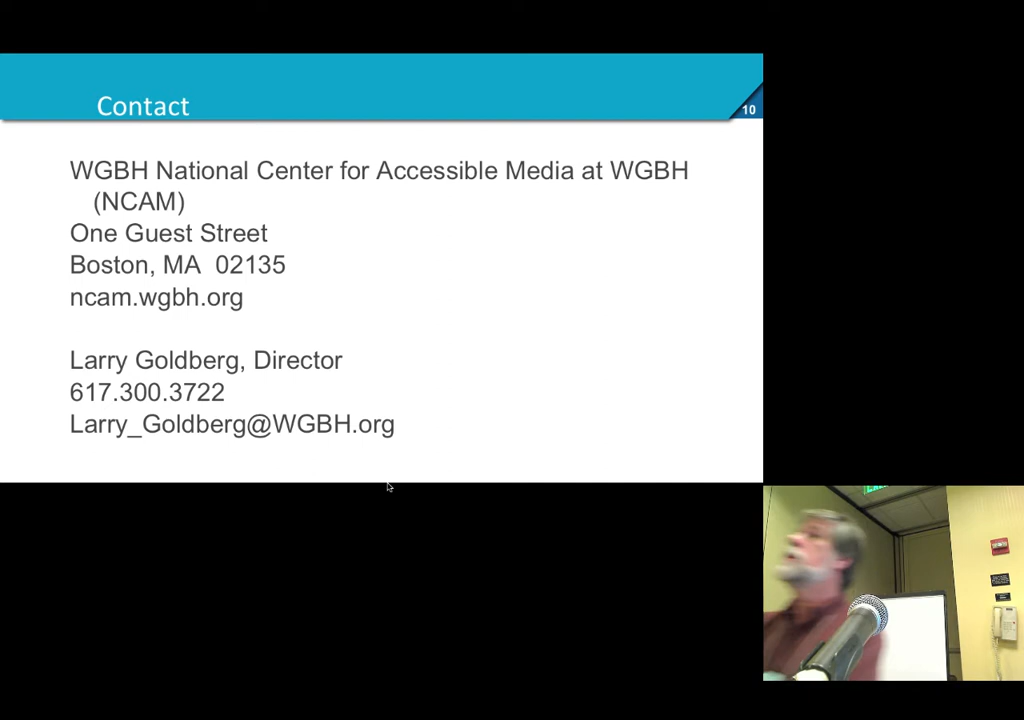 Contact
10
WGBH National Center for Accessible Media at WGBH
(NCAM)
One Guest Street
Boston, MA 02135
ncam.wgbh.org
Larry Goldberg, Director
617.300.3722
Larry_Goldberg@WGBH.org